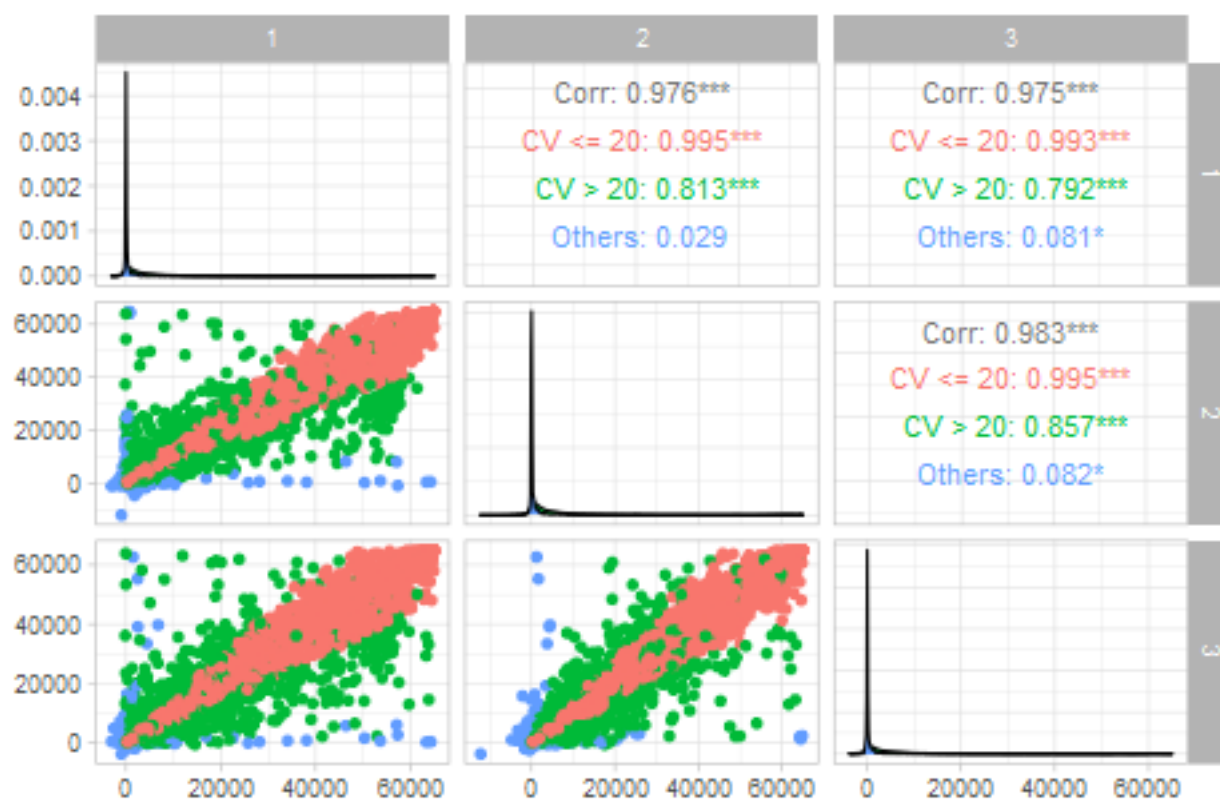 1 2 3
0.004
0.003
0.002
0.001
0.000
Corr: 0.976***
CV <= 20: 0.995***
CV > 20: 0.813***
Others: 0.029
Corr: 0.975***
CV <= 20: 0.993***
CV > 20: 0.792***
Others: 0.081*
1
60000
40000
20000
0
Corr: 0.983***
CV <= 20: 0.995***
CV > 20: 0.857***
Others: 0.082*
2
60000
40000
20000
0
3
0 20000 40000 60000 0 20000 40000 60000 0 20000 40000 60000